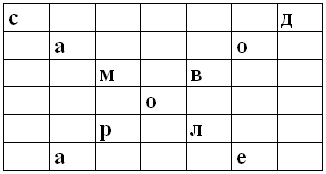 с д
а о
м в
о
р л
а е